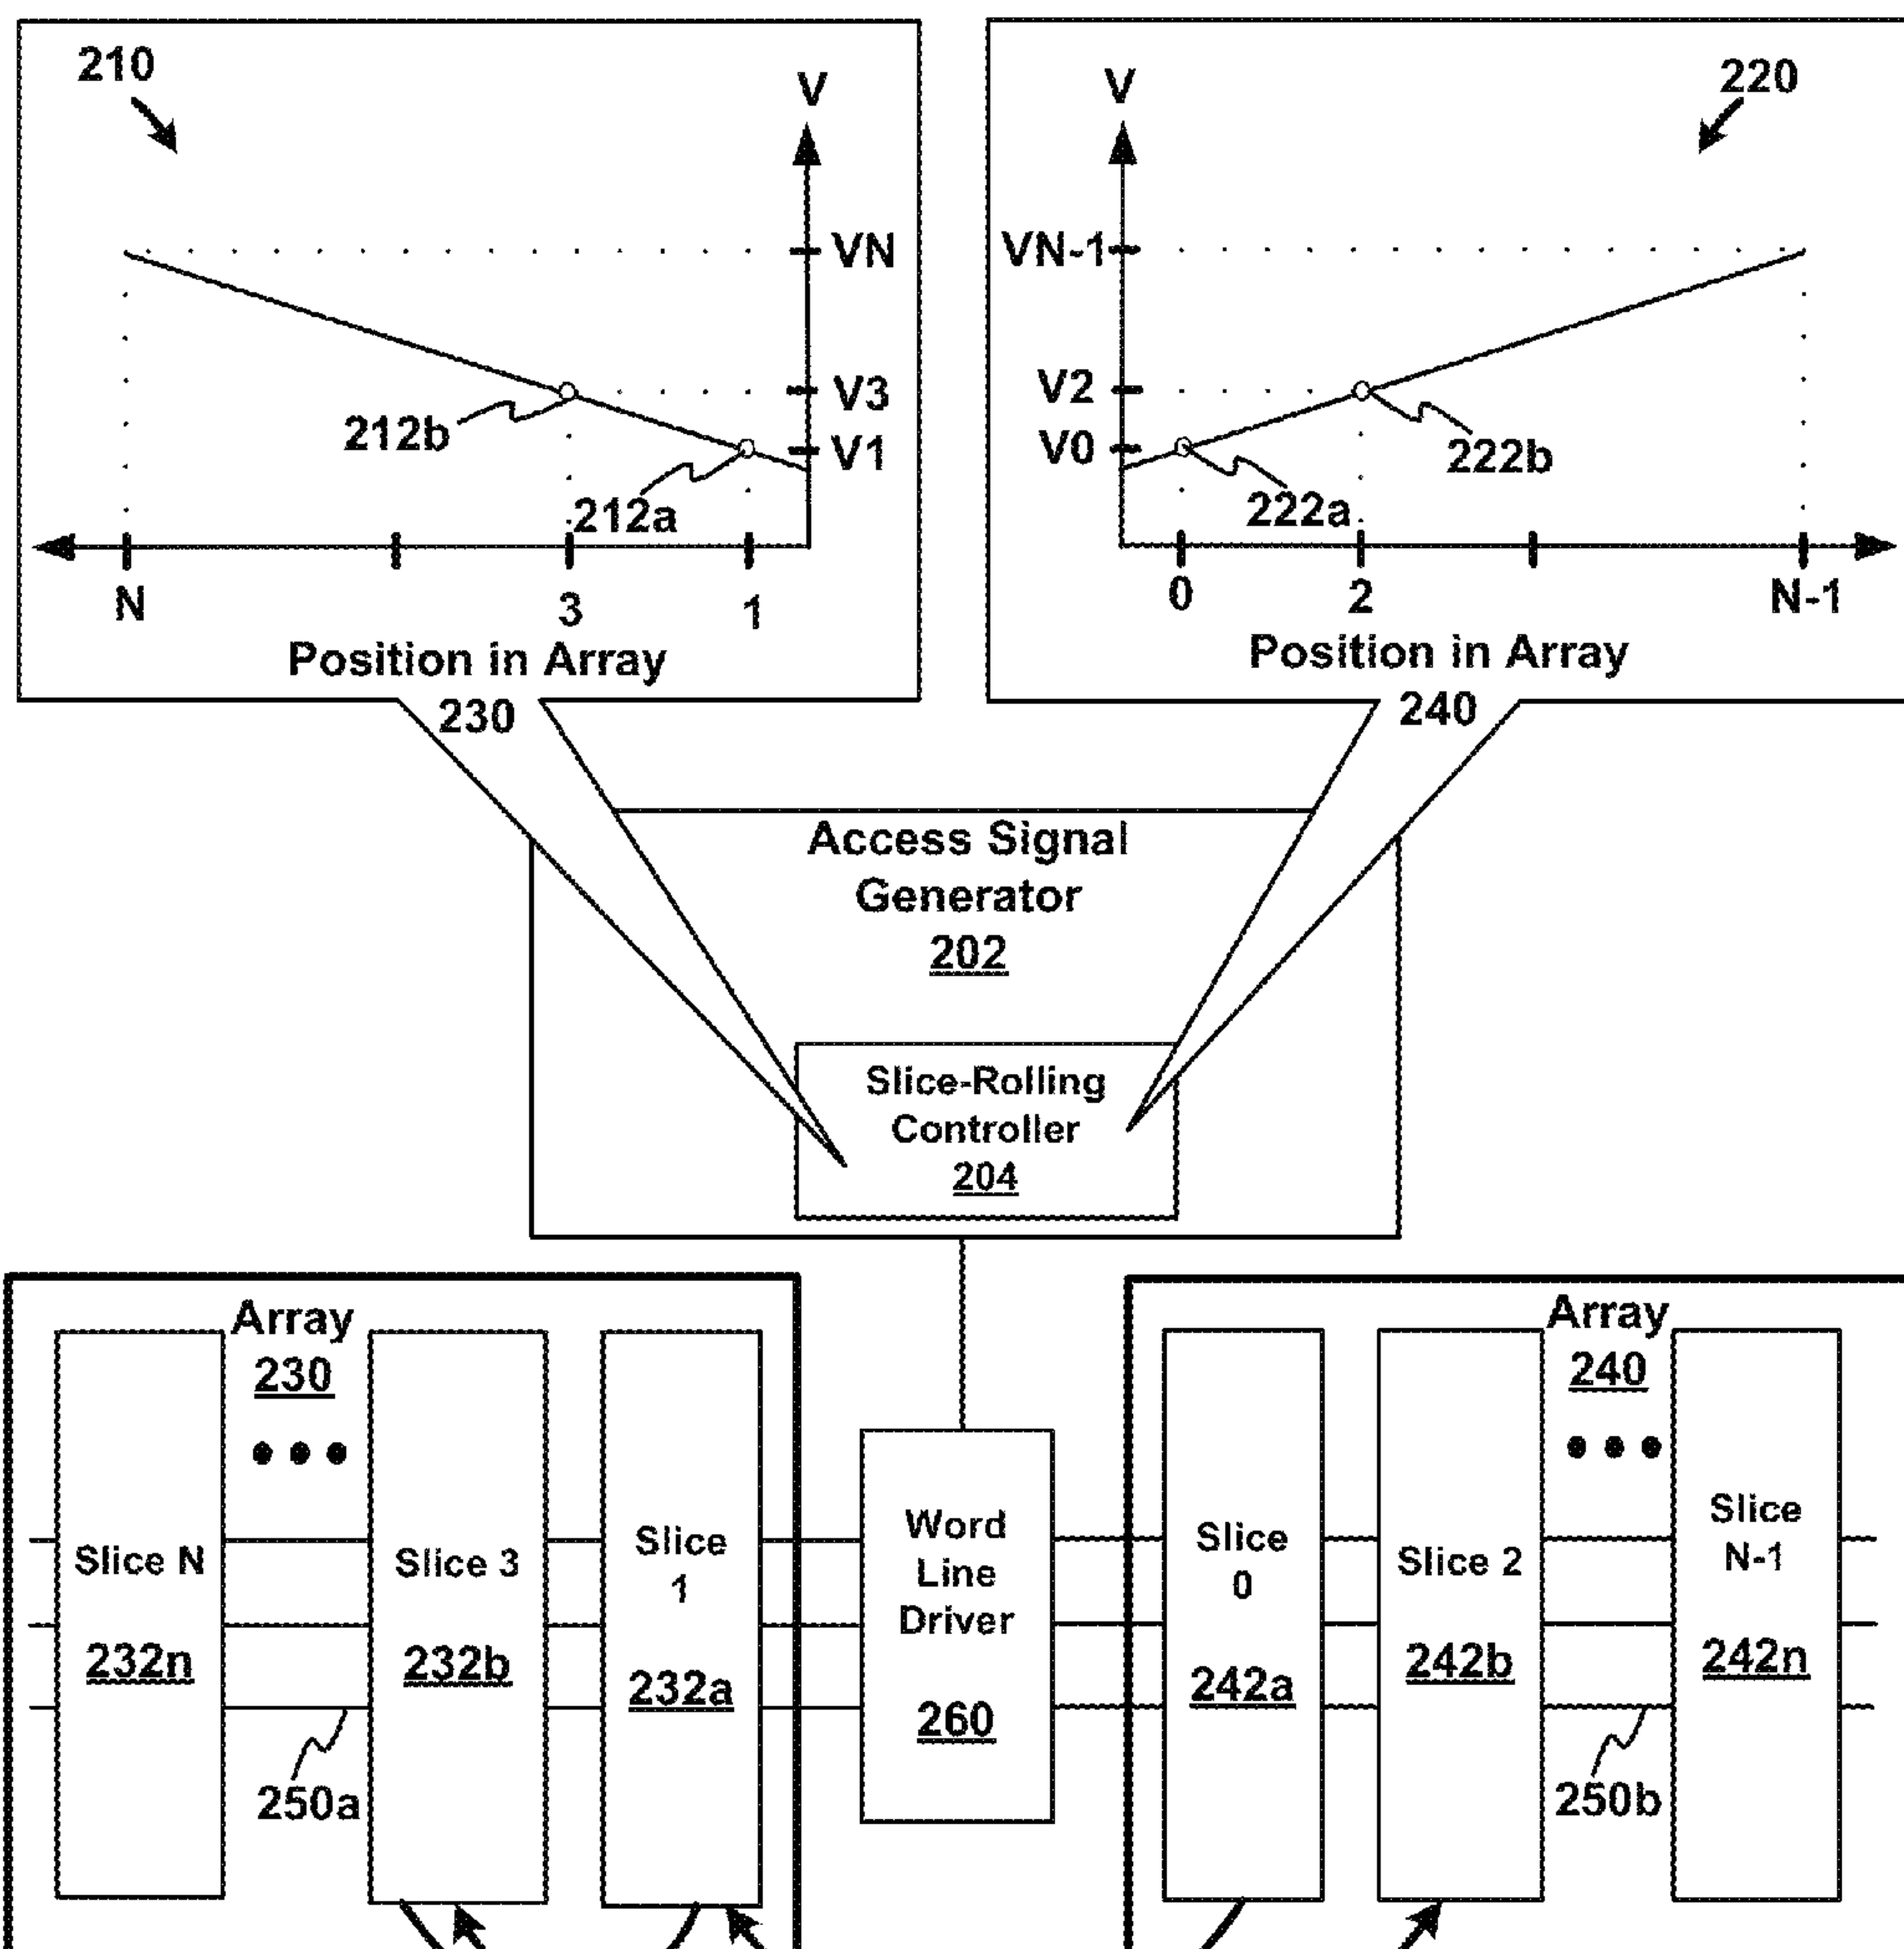 210
V
VN
V3
V1
212b
212a
N
3
1
Position in Array
230
220
V
VN-1
V2
V0
222b
222a
0
2
N-1
Position in Array
240
Access Signal
Generator
202
Slice-Rolling
Controller
204
Array
230
Slice N
232n
Slice 3
232b
Slice
1
232a
250a
Word
Line
Driver
260
Array
240
Slice
0
242a
Slice 2
242b
Slice
N-1
242n
250b